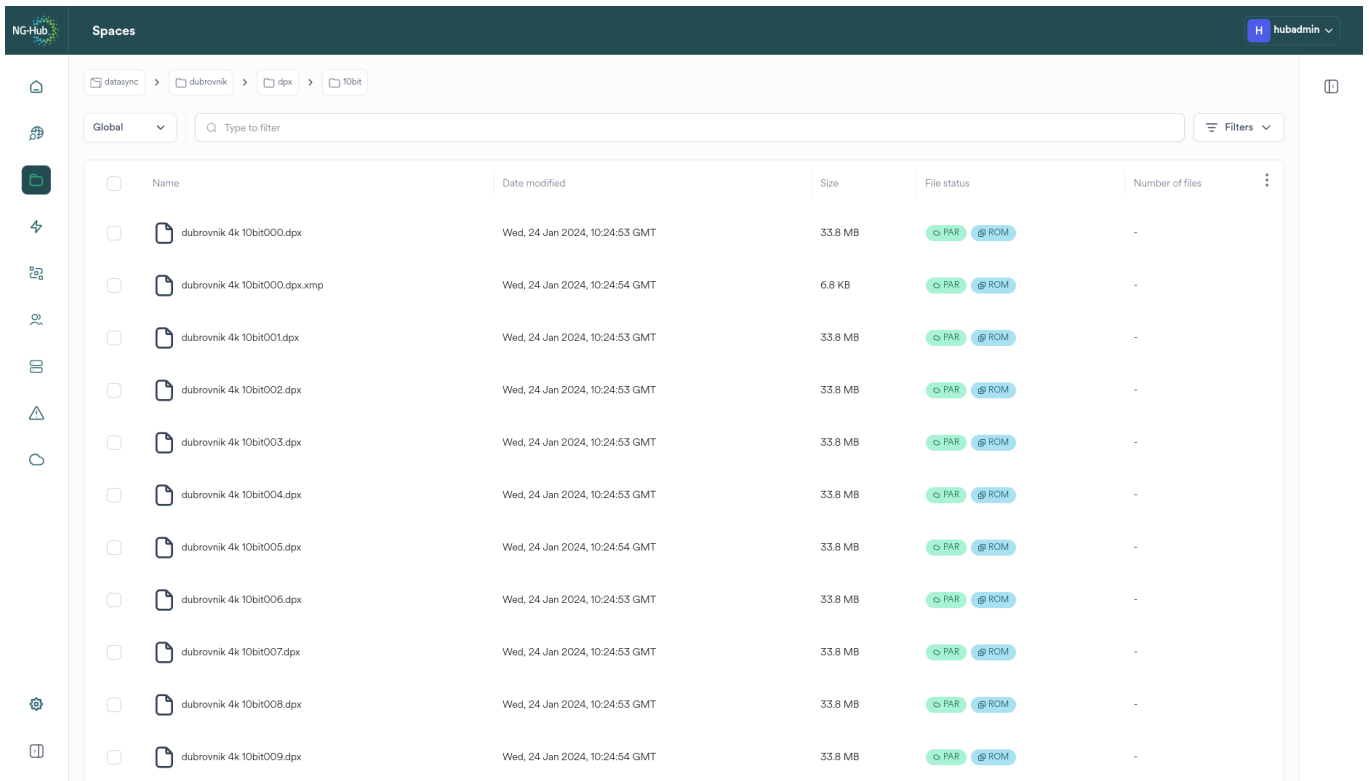 NG-Hub
Spaces
H hubadmin
datasync > dubrovnik > dpx > 10bit
Global Type to filter Filters
Name Date modified Size File status Number of files
dubrovnik 4k 10bit000.dpx Wed, 24 Jan 2024, 10:24:53 GMT 33.8 MB PAR ROM -
dubrovnik 4k 10bit000.dpx.xmp Wed, 24 Jan 2024, 10:24:54 GMT 6.8 KB PAR ROM -
dubrovnik 4k 10bit001.dpx Wed, 24 Jan 2024, 10:24:53 GMT 33.8 MB PAR ROM -
dubrovnik 4k 10bit002.dpx Wed, 24 Jan 2024, 10:24:53 GMT 33.8 MB PAR ROM -
dubrovnik 4k 10bit003.dpx Wed, 24 Jan 2024, 10:24:53 GMT 33.8 MB PAR ROM -
dubrovnik 4k 10bit004.dpx Wed, 24 Jan 2024, 10:24:53 GMT 33.8 MB PAR ROM -
dubrovnik 4k 10bit005.dpx Wed, 24 Jan 2024, 10:24:54 GMT 33.8 MB PAR ROM -
dubrovnik 4k 10bit006.dpx Wed, 24 Jan 2024, 10:24:53 GMT 33.8 MB PAR ROM -
dubrovnik 4k 10bit007.dpx Wed, 24 Jan 2024, 10:24:53 GMT 33.8 MB PAR ROM -
dubrovnik 4k 10bit008.dpx Wed, 24 Jan 2024, 10:24:53 GMT 33.8 MB PAR ROM -
dubrovnik 4k 10bit009.dpx Wed, 24 Jan 2024, 10:24:54 GMT 33.8 MB PAR ROM -